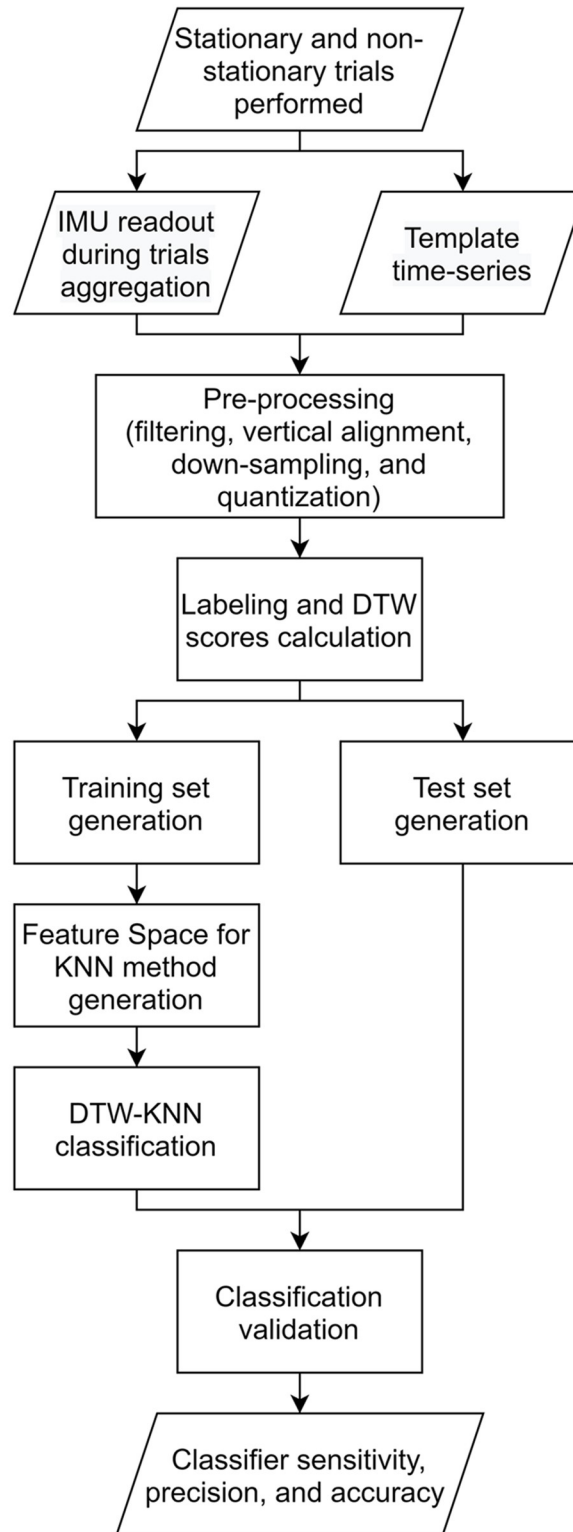 Stationary and non-
stationary trials
performed
IMU readout
during trials
aggregation
Template
time-series
Pre-processing
(filtering, vertical alignment,
down-sampling, and
quantization)
Labeling and DTW
scores calculation
Training set
generation
Test set
generation
Feature Space for
KNN method
generation
DTW-KNN
classification
Classification
validation
Classifier sensitivity,
precision, and accuracy